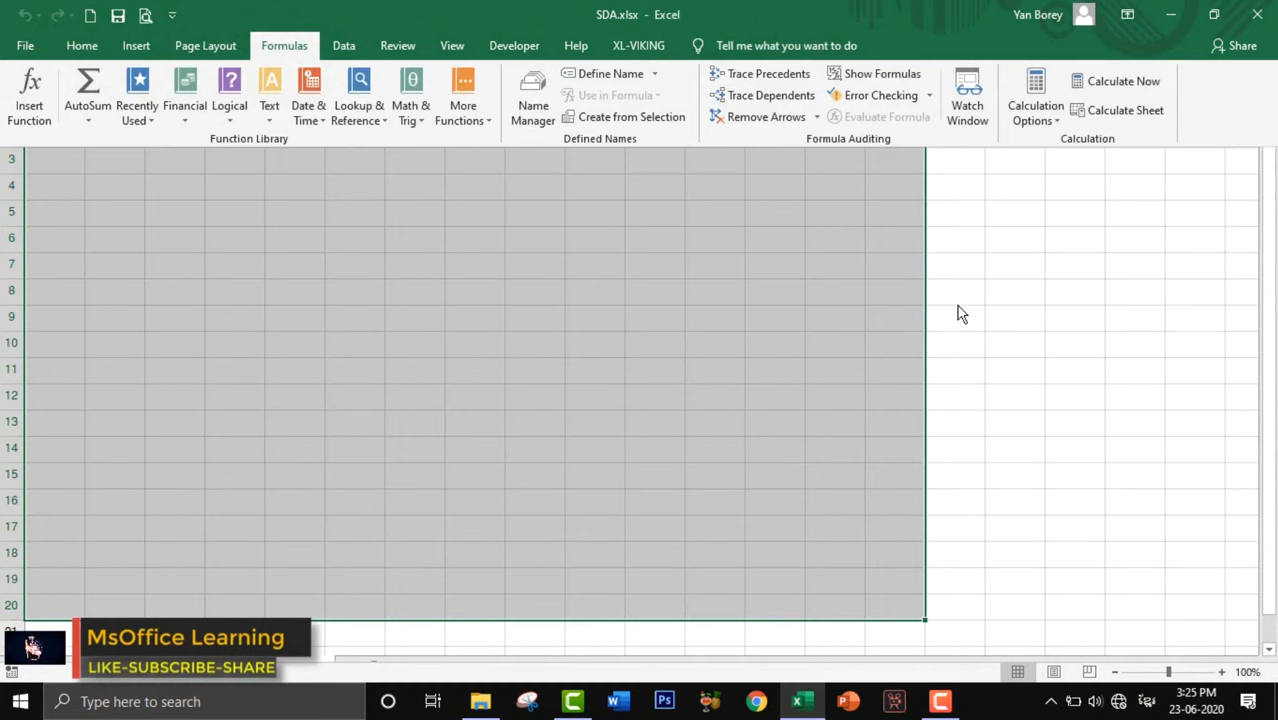 SDA.xlsx - Excel
Yan Borey
File Home Insert Page Layout Formulas Data Review View Developer Help XL-VIKING Tell me what you want to do Share
Insert Function
AutoSum
Recently Used
Financial
Logical
Text
Date & Time
Lookup & Reference
Math & Trig
More Functions
Function Library
Name Manager
Define Name
Use in Formula
Create from Selection
Defined Names
Trace Precedents
Trace Dependents
Remove Arrows
Show Formulas
Error Checking
Evaluate Formula
Formula Auditing
Watch Window
Calculation Options
Calculate Now
Calculate Sheet
Calculation
3
4
5
6
7
8
9
10
11
12
13
14
15
16
17
18
19
20
MsOffice Learning
LIKE-SUBSCRIBE-SHARE
100%
Type here to search
3:25 PM
23-06-2020